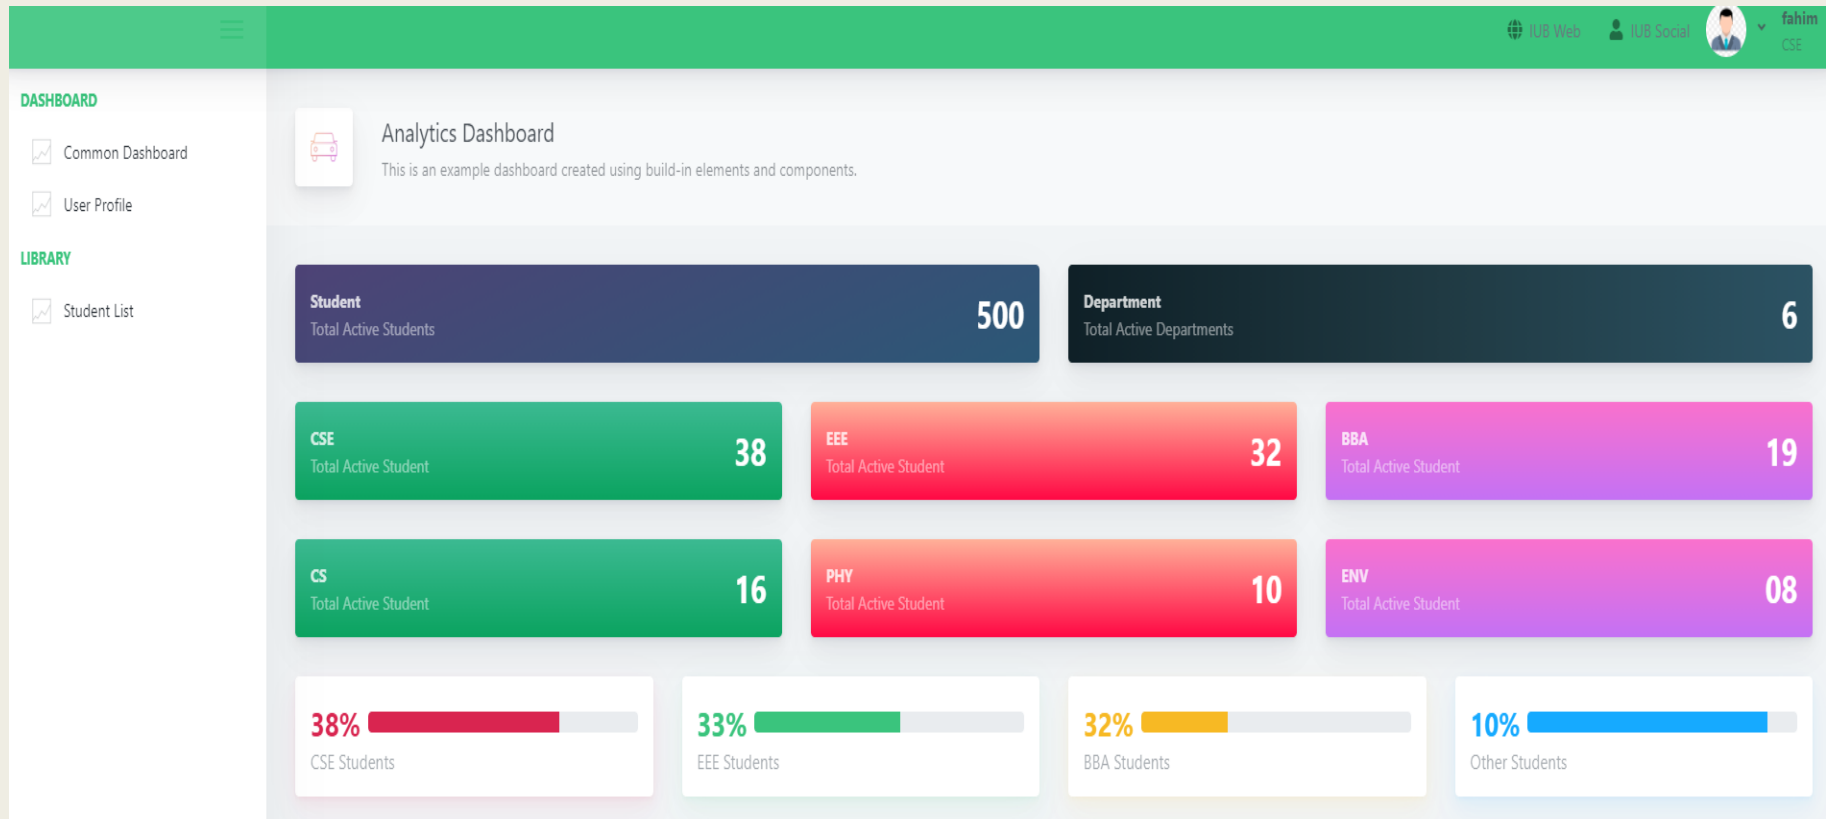 IUB Web
IUB Social
fahim
CSE
DASHBOARD
Common Dashboard
User Profile
LIBRARY
Student List
Analytics Dashboard
This is an example dashboard created using build-in elements and components.
Student
Total Active Students
500
Department
Total Active Departments
6
CSE
Total Active Student
38
EEE
Total Active Student
32
BBA
Total Active Student
19
CS
Total Active Student
16
PHY
Total Active Student
10
ENV
Total Active Student
08
38%
CSE Students
33%
EEE Students
32%
BBA Students
10%
Other Students